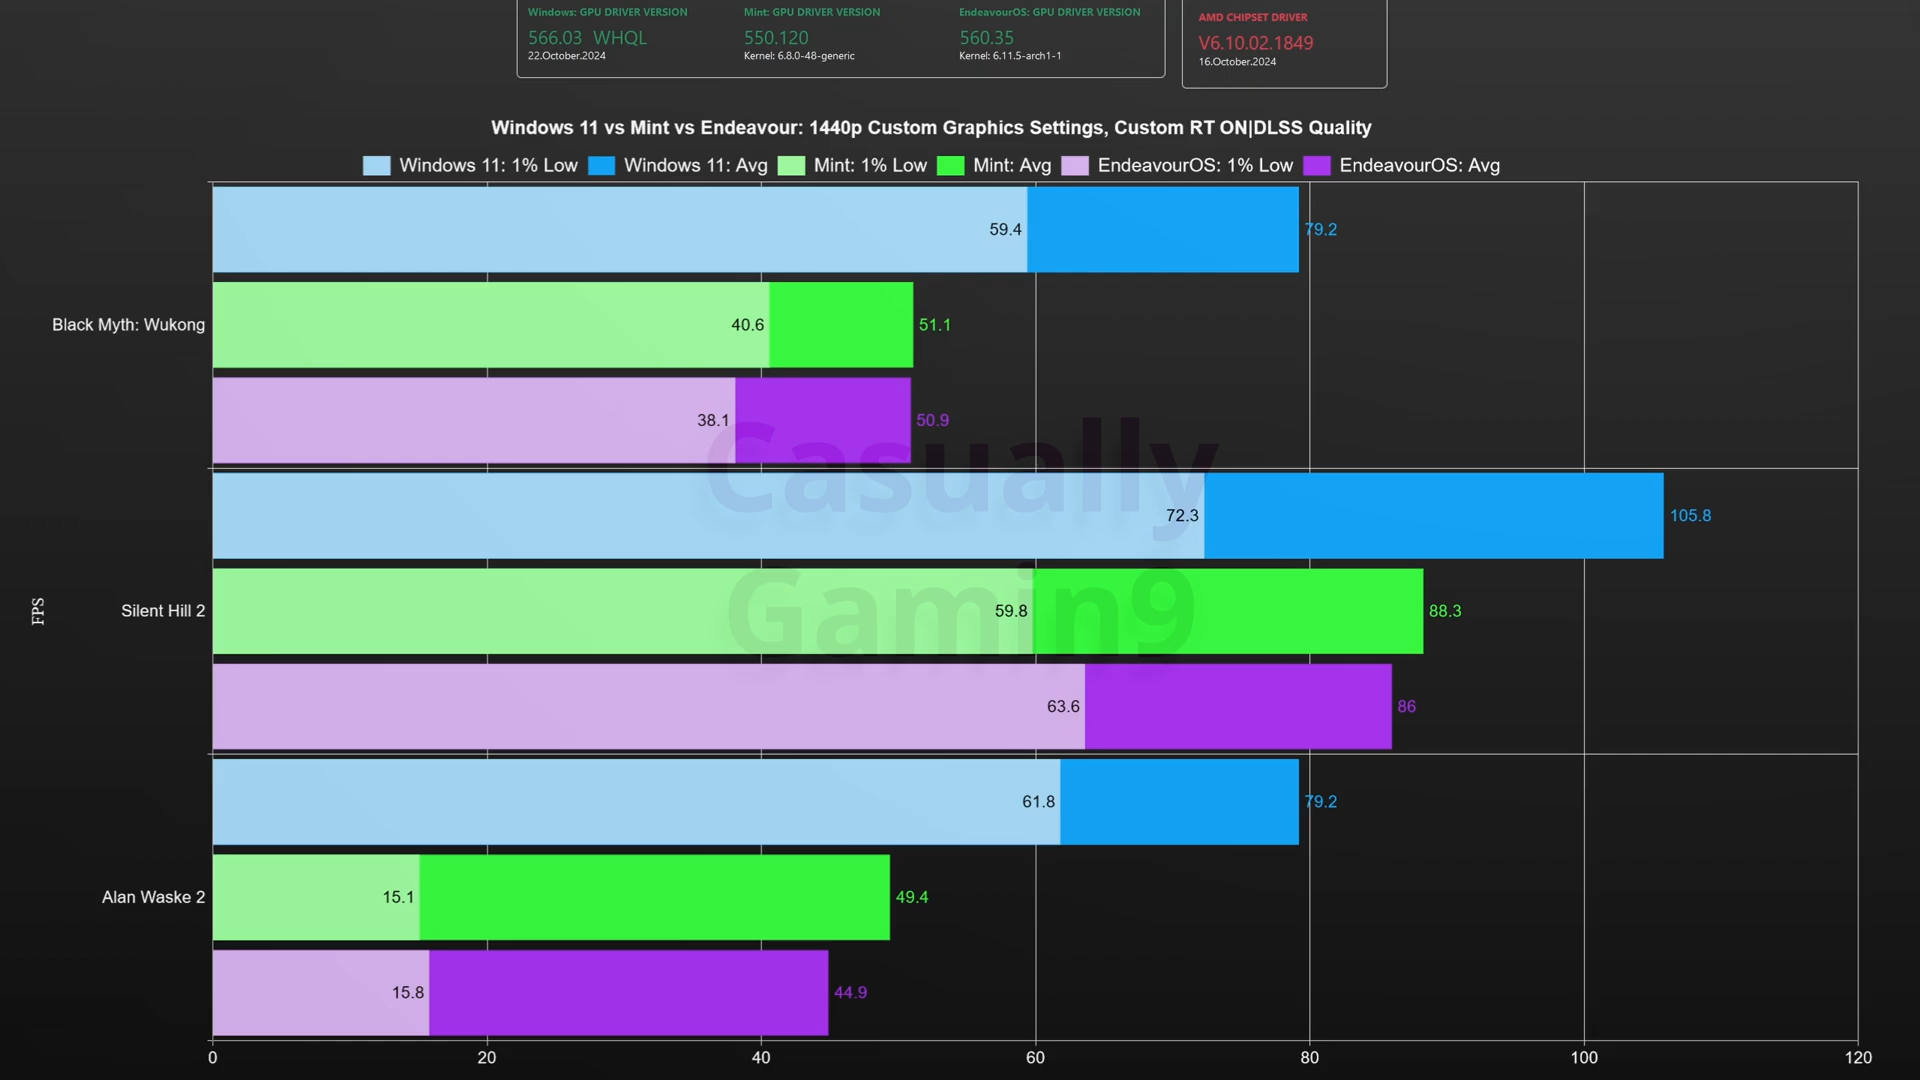 Windows: GPU DRIVER VERSION Mint: GPU DRIVER VERSION EndeavourOS: GPU DRIVER VERSION
566.03 WHQL 550.120 560.35
22.October.2024 Kernel: 6.8.0-48-generic Kernel: 6.11.5-arch1-1
AMD CHIPSET DRIVER
V6.10.02.1849
16.October.2024
Windows 11 vs Mint vs Endeavour: 1440p Custom Graphics Settings, Custom RT ON|DLSS Quality
Windows 11: 1% Low Windows 11: Avg Mint: 1% Low Mint: Avg EndeavourOS: 1% Low EndeavourOS: Avg
59.4 79.2
Black Myth: Wukong 40.6 51.1
38.1 50.9
Casually
72.3 105.8
Gamin9
FPS
Silent Hill 2 59.8 88.3
63.6 86
61.8 79.2
Alan Waske 2 15.1 49.4
15.8 44.9
0 20 40 60 80 100 120